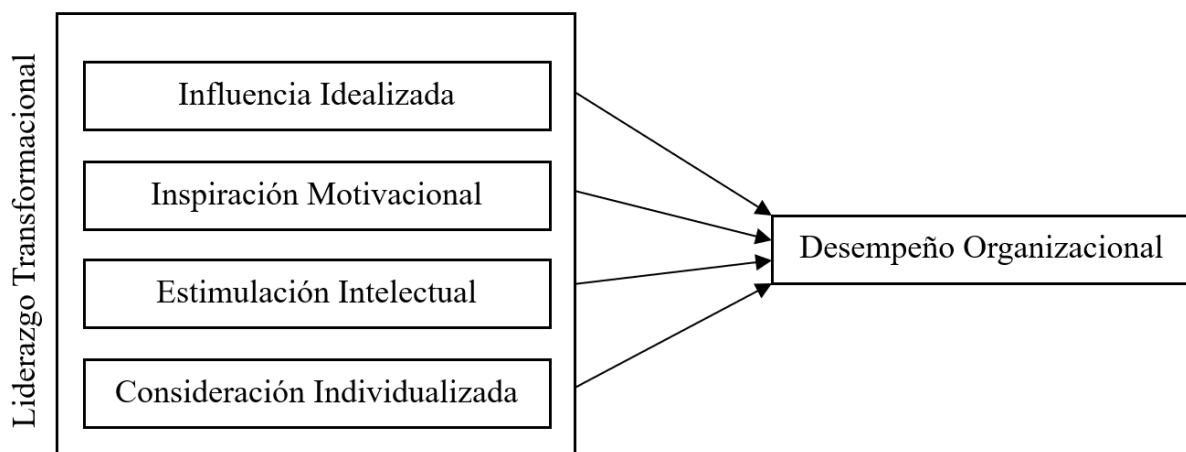 Liderazgo Transformacional
Influencia Idealizada
Inspiración Motivacional
Estimulación Intelectual
Consideración Individualizada
Desempeño Organizacional